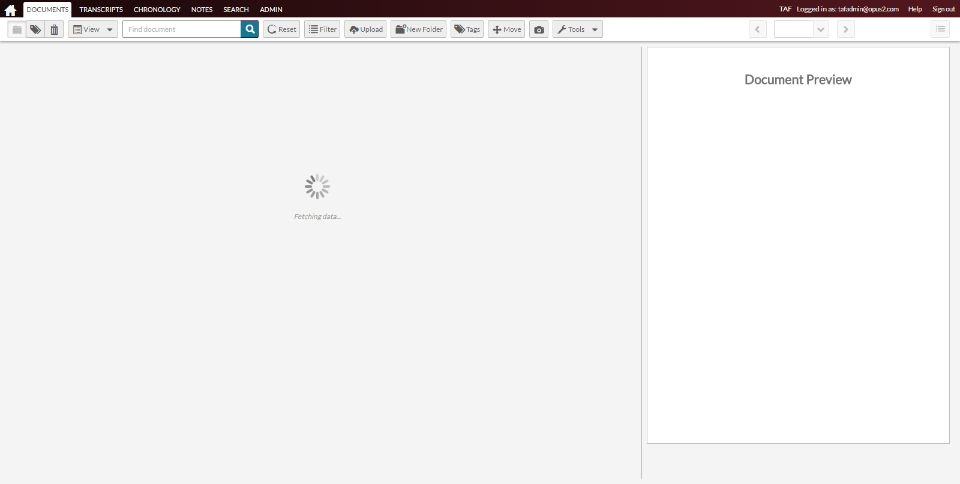 DOCUMENTS TRANSCRIPTS CHRONOLOGY NOTES SEARCH ADMIN TAF Logged in as: tafadmin@opus2.com Help Sign out
View Find document Reset Filter Upload New Folder Tags Move Tools
Document Preview
Fetching data...